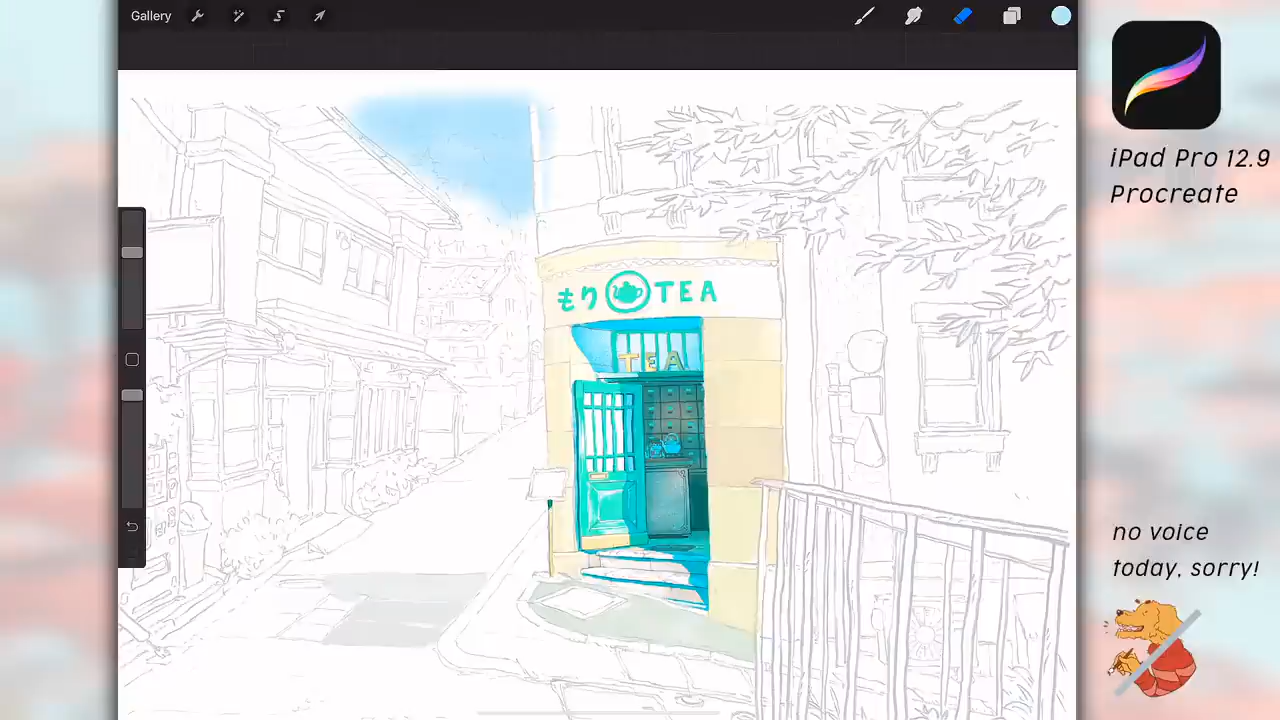 Gallery
もり TEA
TEA
iPad Pro 12.9
Procreate
no voice
today, sorry!